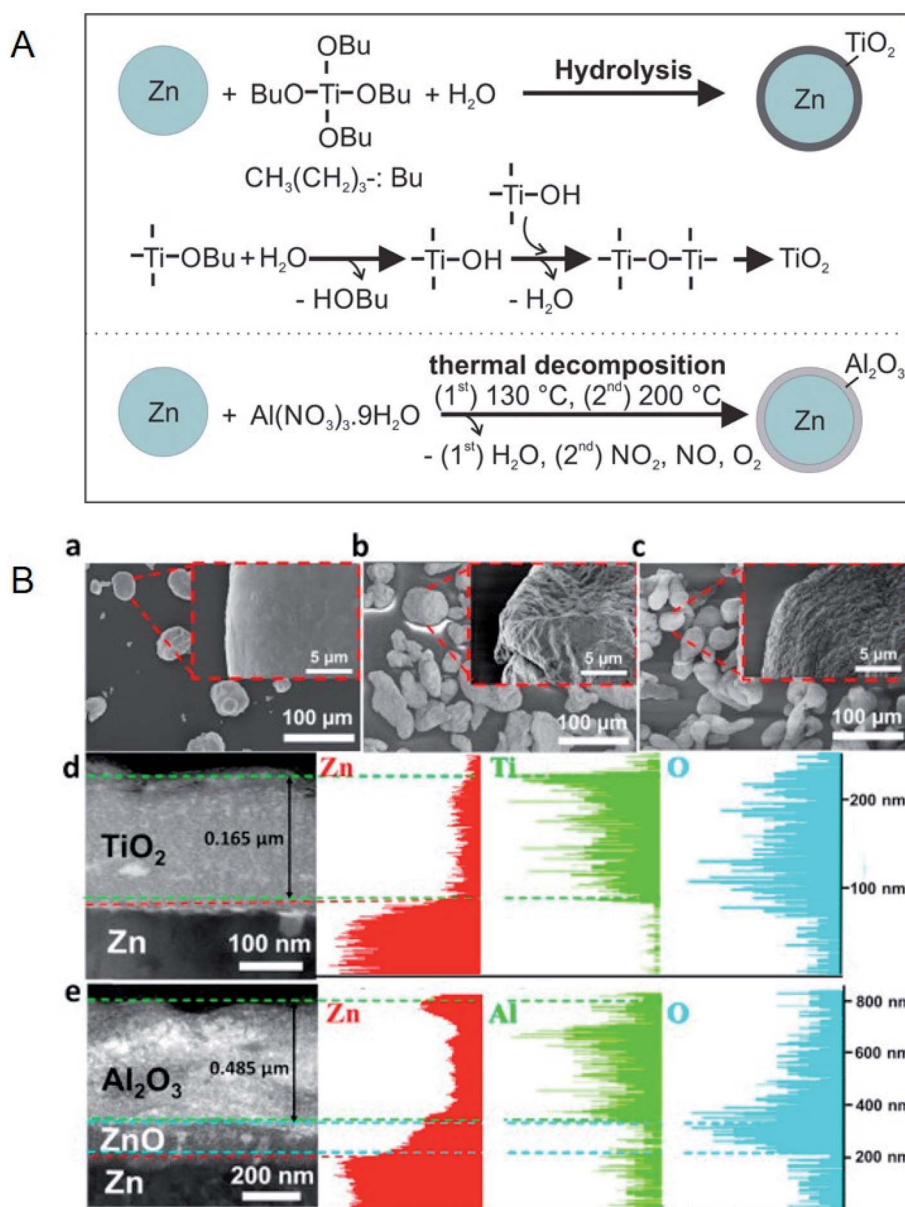 A
Zn + BuO-Ti-OBu + H₂O
OBu
OBu
Hydrolysis
TiO₂
Zn
CH₃(CH₂)₃-: Bu
-Ti-OH
-Ti-OBu + H₂O
- HOBu
-Ti-OH
- H₂O
-Ti-O-Ti-
TiO₂
Zn + Al(NO₃)₃.9H₂O
thermal decomposition
(1ˢᵗ) 130 °C, (2ⁿᵈ) 200 °C
- (1ˢᵗ) H₂O, (2ⁿᵈ) NO₂, NO, O₂
Al₂O₃
Zn
B
a
5 μm
100 μm
b
5 μm
100 μm
c
5 μm
100 μm
d
TiO₂
0.165 μm
Zn
100 nm
Zn
Ti
O
200 nm
100 nm
e
Al₂O₃
0.485 μm
ZnO
Zn
200 nm
Zn
Al
O
800 nm
600 nm
400 nm
200 nm